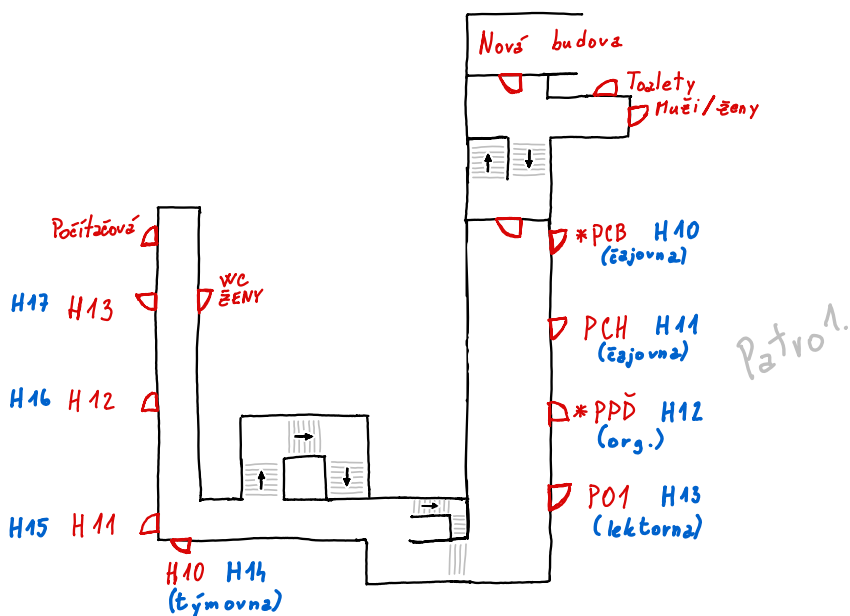 Nová budova
Toalety
Muži/ženy
Počítačová
WC
ŽENY
*PCB H10
(čajovna)
H17 H13
PCH H11
(čajovna)
Patro 1.
H16 H12
*PPĎ H12
(org.)
PO1 H13
(lektorna)
H15 H11
H10 H14
(týmovna)